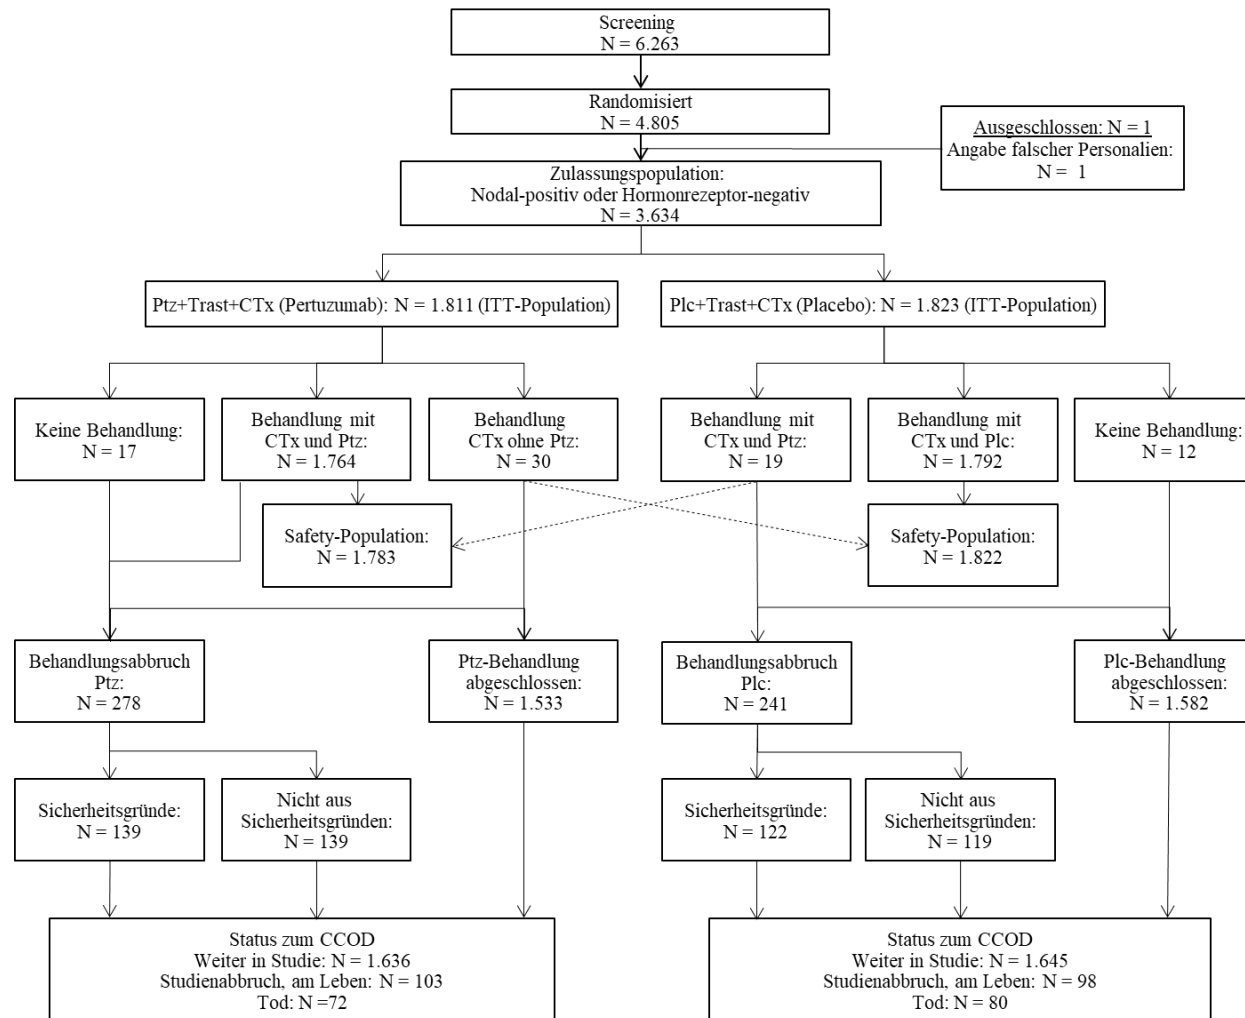 Screening
N = 6.263
Randomisiert
N = 4.805
Ausgeschlossen: N = 1
Angabe falscher Personalien:
N = 1
Zulassungspopulation:
Nodal-positiv oder Hormonrezeptor-negativ
N = 3.634
Ptz+Trast+CTx (Pertuzumab): N = 1.811 (ITT-Population)
Plc+Trast+CTx (Placebo): N = 1.823 (ITT-Population)
Keine Behandlung:
N = 17
Behandlung mit
CTx und Ptz:
N = 1.764
Behandlung
CTx ohne Ptz:
N = 30
Behandlung mit
CTx und Ptz:
N = 19
Behandlung mit
CTx und Plc:
N = 1.792
Keine Behandlung:
N = 12
Safety-Population:
N = 1.783
Safety-Population:
N = 1.822
Behandlungsabbruch
Ptz:
N = 278
Ptz-Behandlung
abgeschlossen:
N = 1.533
Behandlungsabbruch
Plc:
N = 241
Plc-Behandlung
abgeschlossen:
N = 1.582
Sicherheitsgründe:
N = 139
Nicht aus
Sicherheitsgründen:
N = 139
Sicherheitsgründe:
N = 122
Nicht aus
Sicherheitsgründen:
N = 119
Status zum CCOD
Weiter in Studie: N = 1.636
Studienabbruch, am Leben: N = 103
Tod: N =72
Status zum CCOD
Weiter in Studie: N = 1.645
Studienabbruch, am Leben: N = 98
Tod: N = 80